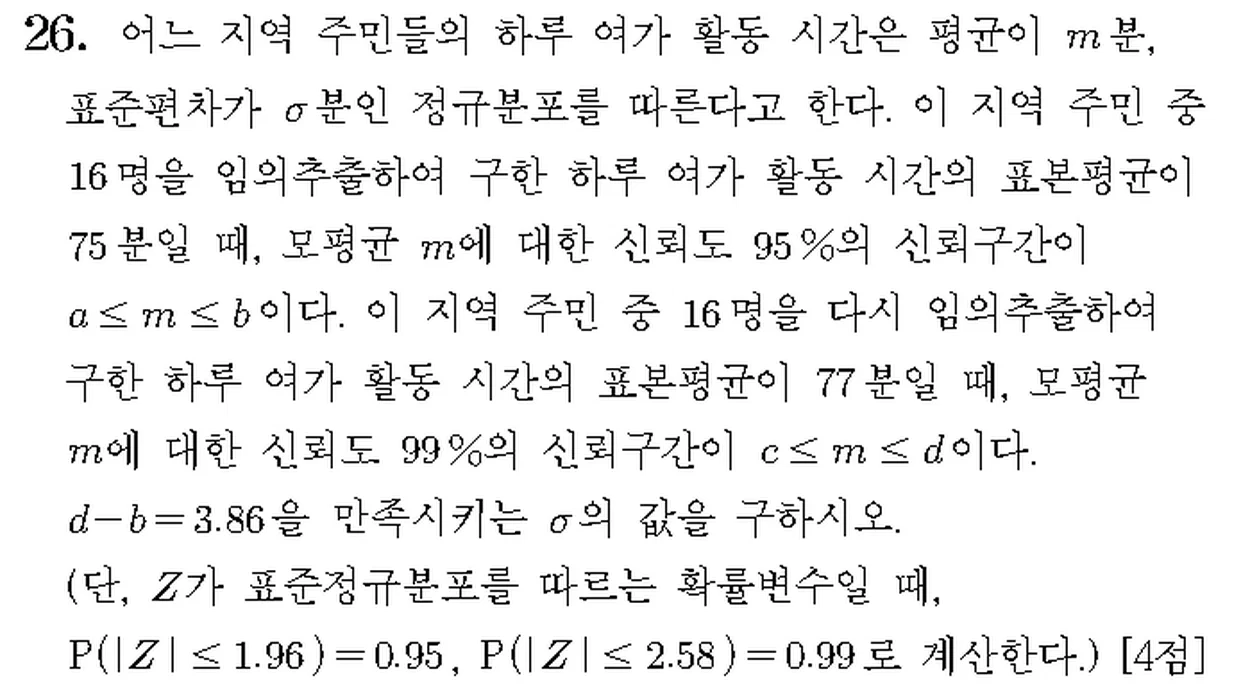 26. 어느 지역 주민들의 하루 여가 활동 시간은 평균이 m분,
표준편차가 σ분인 정규분포를 따른다고 한다. 이 지역 주민 중
16명을 임의추출하여 구한 하루 여가 활동 시간의 표본평균이
75분일 때, 모평균 m에 대한 신뢰도 95%의 신뢰구간이
a ≤ m ≤ b이다. 이 지역 주민 중 16명을 다시 임의추출하여
구한 하루 여가 활동 시간의 표본평균이 77분일 때, 모평균
m에 대한 신뢰도 99%의 신뢰구간이 c ≤ m ≤ d이다.
d-b=3.86을 만족시키는 σ의 값을 구하시오.
(단, Z가 표준정규분포를 따르는 확률변수일 때,
P(|Z| ≤ 1.96)=0.95, P(|Z| ≤ 2.58)=0.99로 계산한다.) [4점]